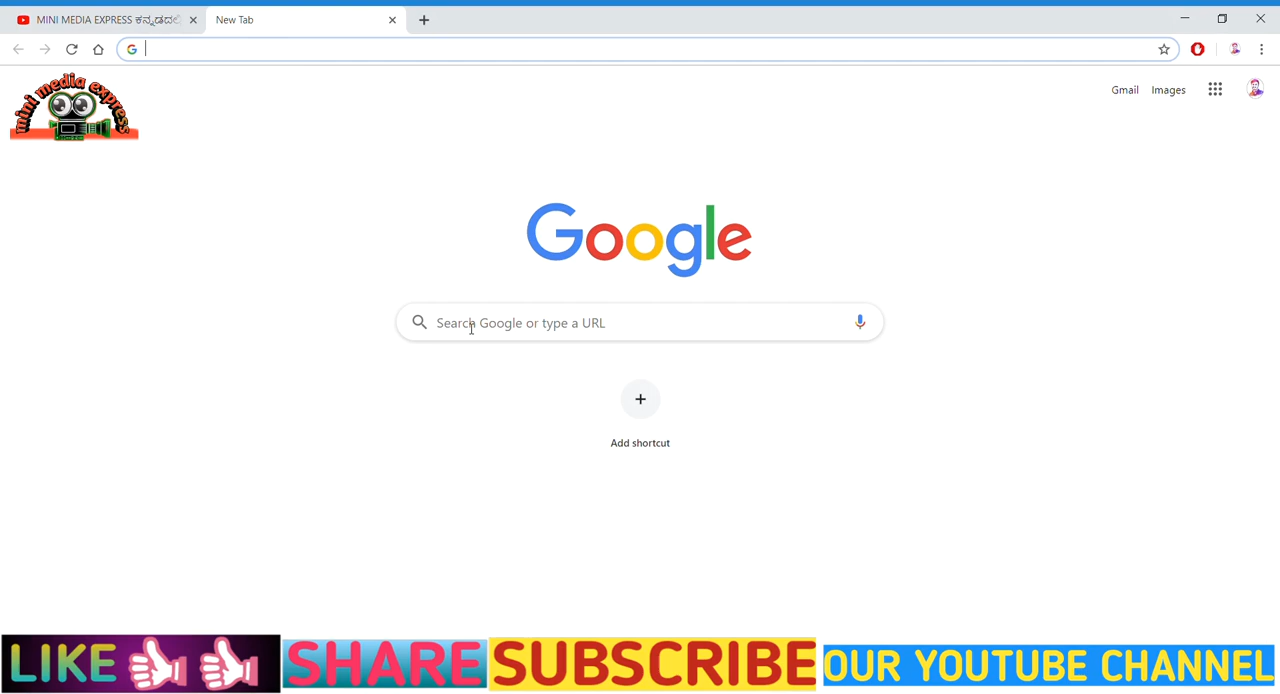 MINI MEDIA EXPRESS ಕನ್ನಡದಲಿ
New Tab
mini media express
Gmail
Images
Google
Search Google or type a URL
Add shortcut
LIKE SHARE SUBSCRIBE OUR YOUTUBE CHANNEL